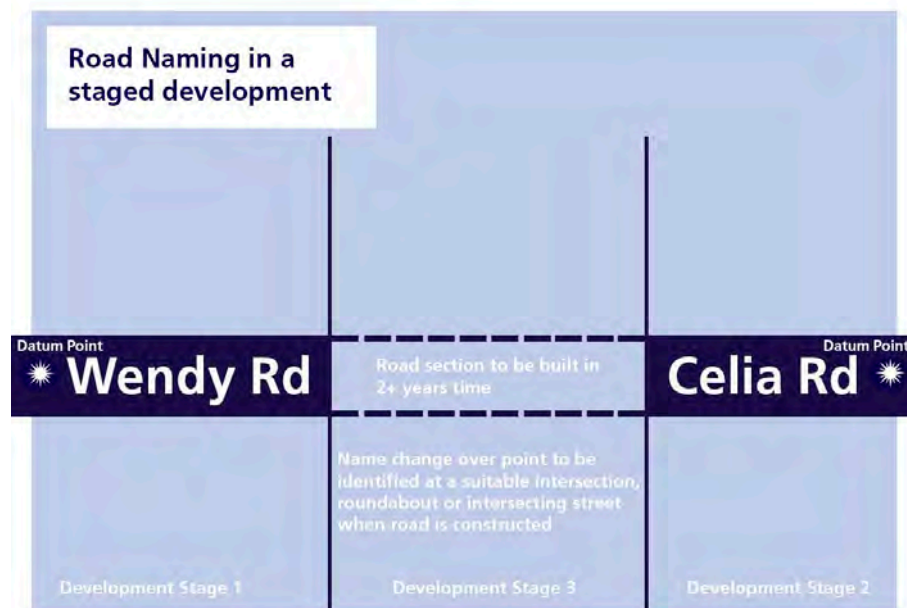 Road Naming in a
staged development
Datum Point
Wendy Rd
Road section to be built in
2+ years time
Datum Point
Celia Rd
Name change over point to be
identified at a suitable intersection,
roundabout or intersecting street
when road is constructed
Development Stage 1
Development Stage 3
Development Stage 2